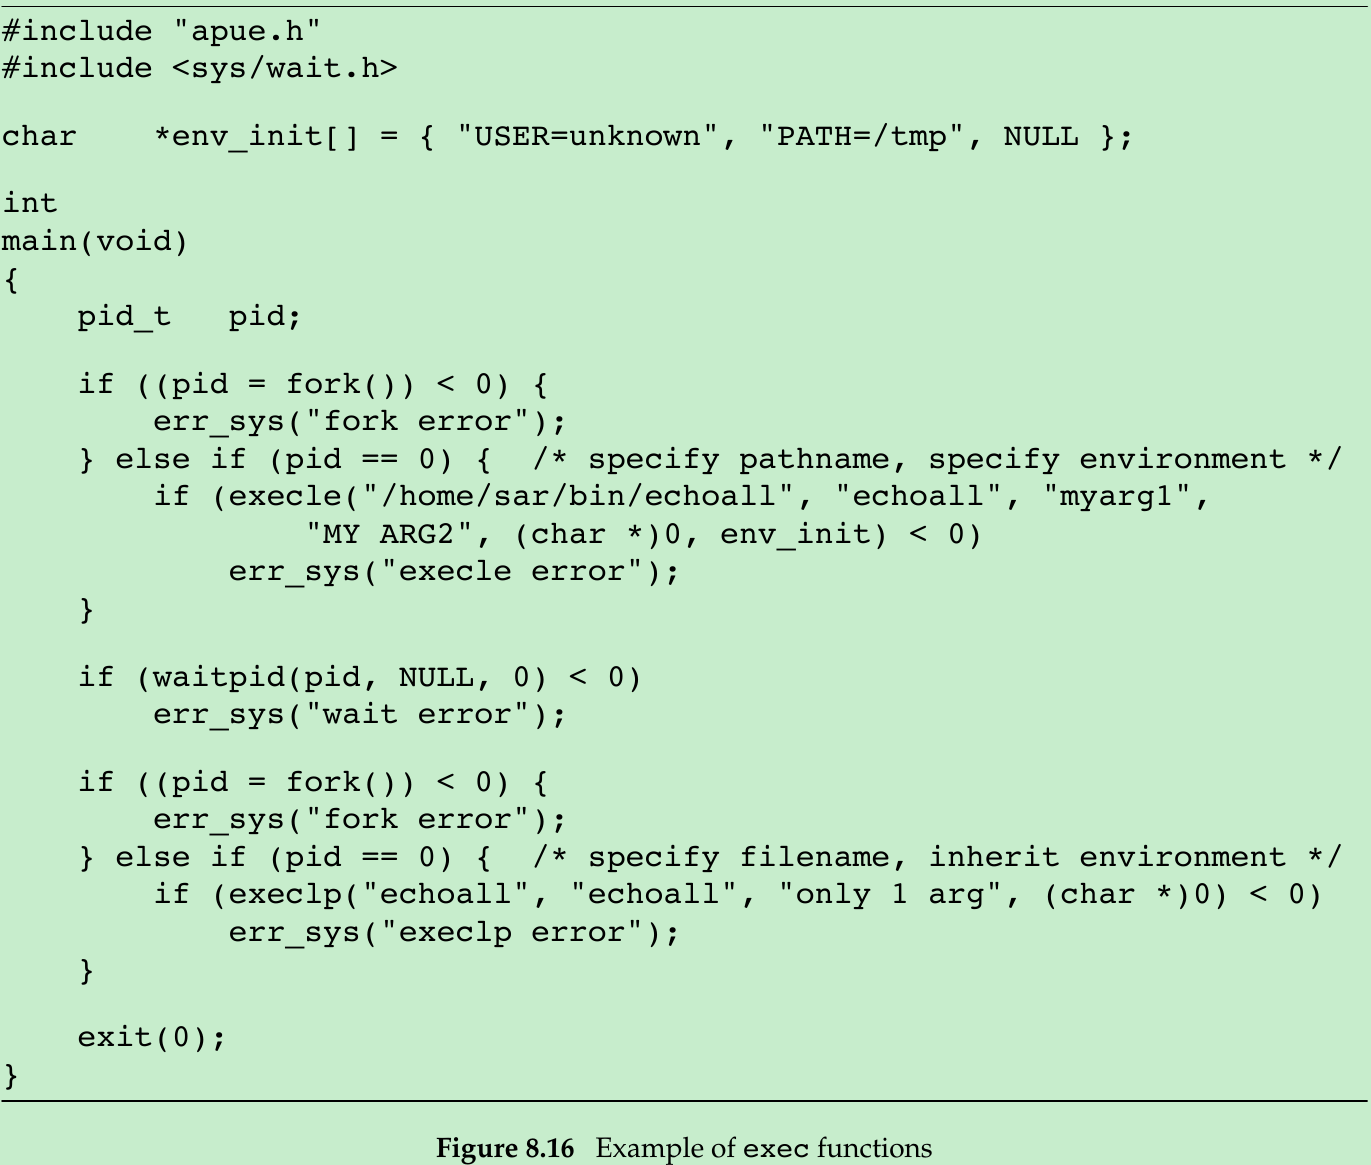 #include "apue.h"
#include <sys/wait.h>
char    *env_init[] = { "USER=unknown", "PATH=/tmp", NULL };
int
main(void)
{
    pid_t   pid;
    if ((pid = fork()) < 0) {
        err_sys("fork error");
    } else if (pid == 0) {  /* specify pathname, specify environment */
        if (execle("/home/sar/bin/echoall", "echoall", "myarg1",
                "MY ARG2", (char *)0, env_init) < 0)
            err_sys("execle error");
    }
    if (waitpid(pid, NULL, 0) < 0)
        err_sys("wait error");
    if ((pid = fork()) < 0) {
        err_sys("fork error");
    } else if (pid == 0) {  /* specify filename, inherit environment */
        if (execlp("echoall", "echoall", "only 1 arg", (char *)0) < 0)
            err_sys("execlp error");
    }
    exit(0);
}
Figure 8.16   Example of exec functions